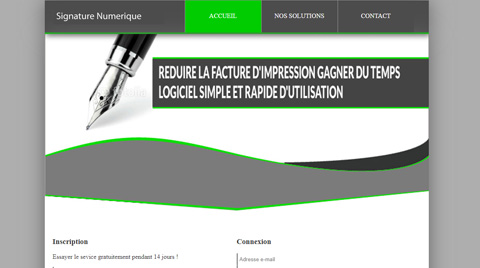 Signature Numerique
ACCUEIL
NOS SOLUTIONS
CONTACT
REDUIRE LA FACTURE D'IMPRESSION GAGNER DU TEMPS
LOGICIEL SIMPLE ET RAPIDE D'UTILISATION
Inscription
Connexion
Essayer le sevice gratuitement pendant 14 jours !
Adresse e-mail